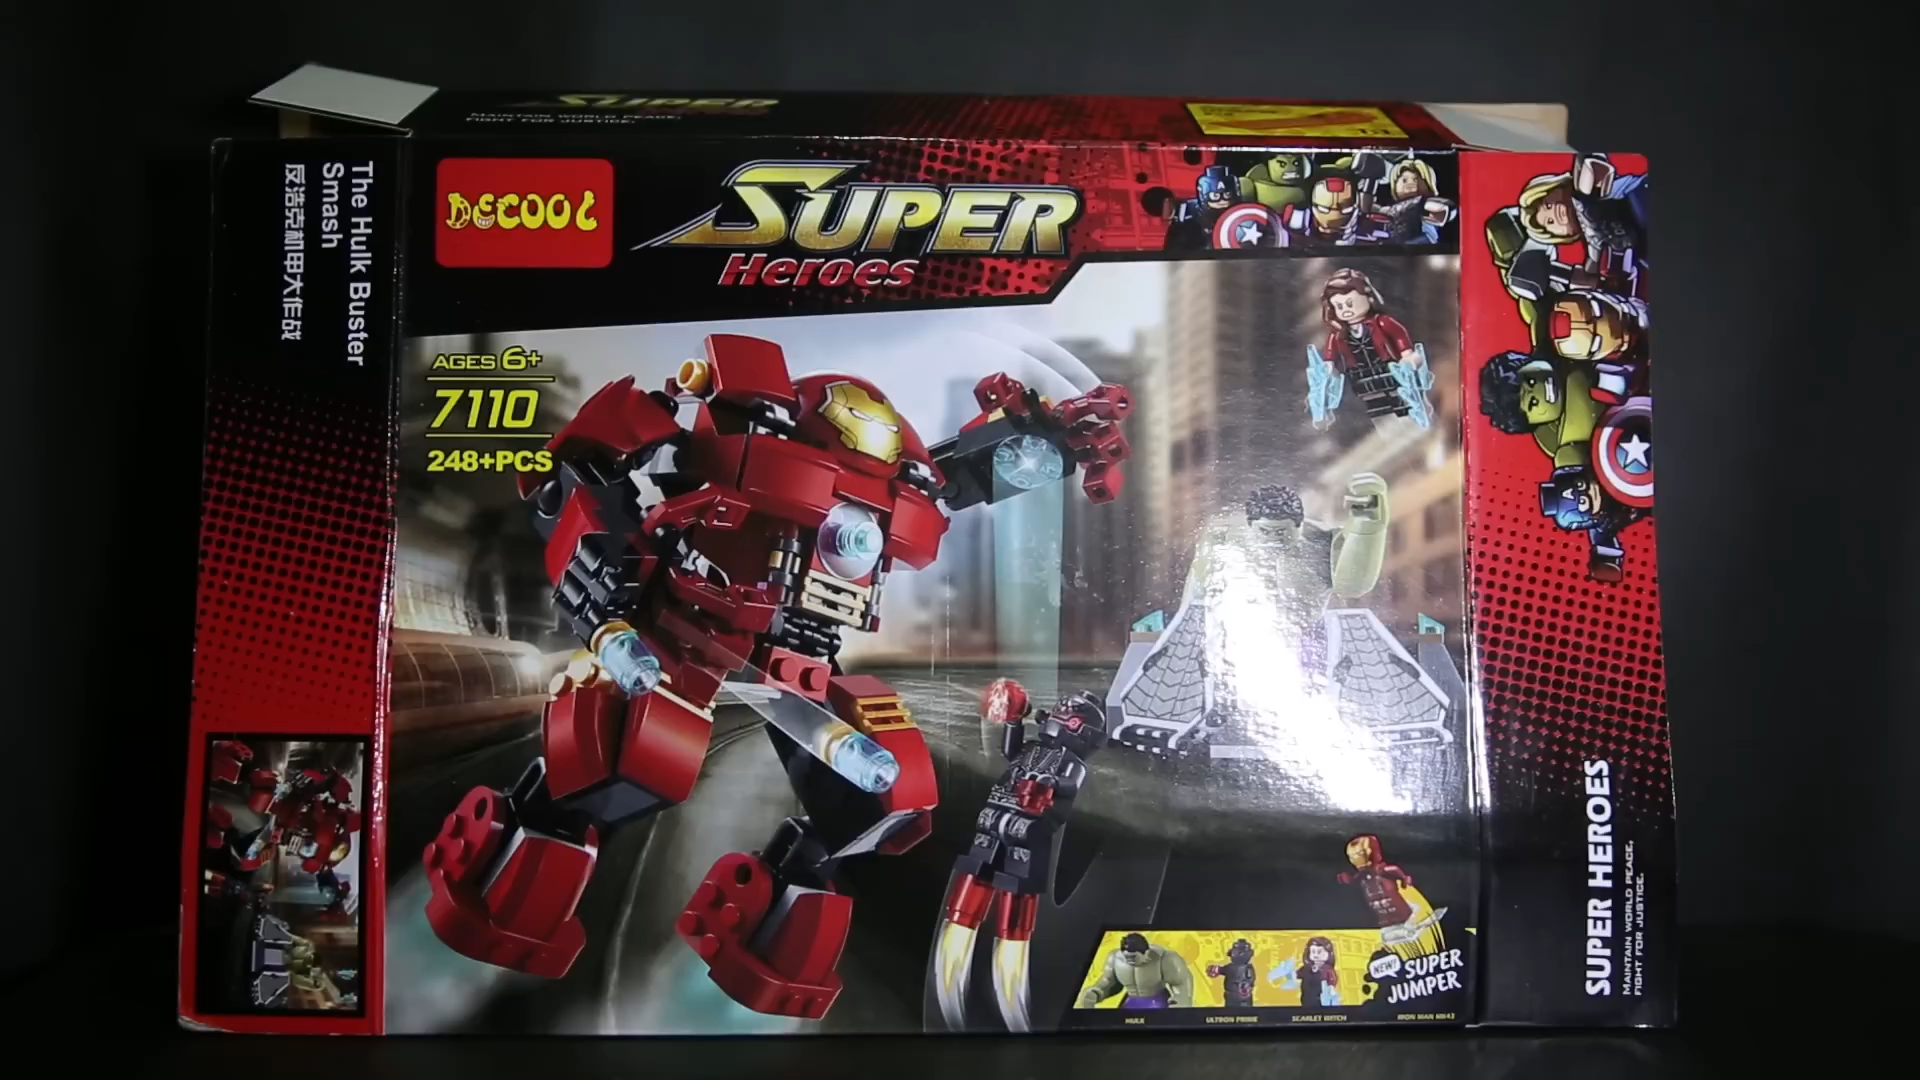 SUPER
MAINTAIN WORLD PEACE,
FIGHT FOR JUSTICE.
1:1
The Hulk Buster
Smash
反浩克机甲大作战
DECOOL
SUPER
Heroes
AGES 6+
7110
248+PCS
A
NEW!
SUPER
JUMPER
HULK
ULTRON PRIME
SCARLET WITCH
IRON MAN MK43
A
SUPER HEROES
MAINTAIN WORLD PEACE,
FIGHT FOR JUSTICE.